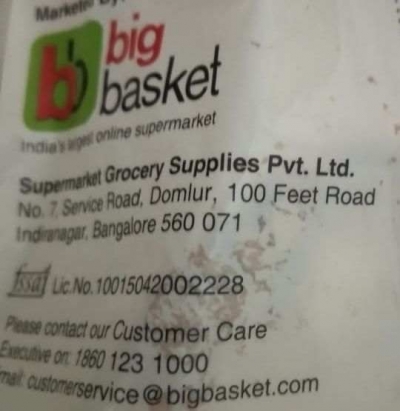 Marketed By:
big
basket
India's largest online supermarket
Supermarket Grocery Supplies Pvt. Ltd.
No. 7, Service Road, Domlur, 100 Feet Road
Indiranagar, Bangalore 560 071
fssai Lic.No.10015042002228
Please contact our Customer Care
Executive on: 1860 123 1000
Email: customerservice@bigbasket.com